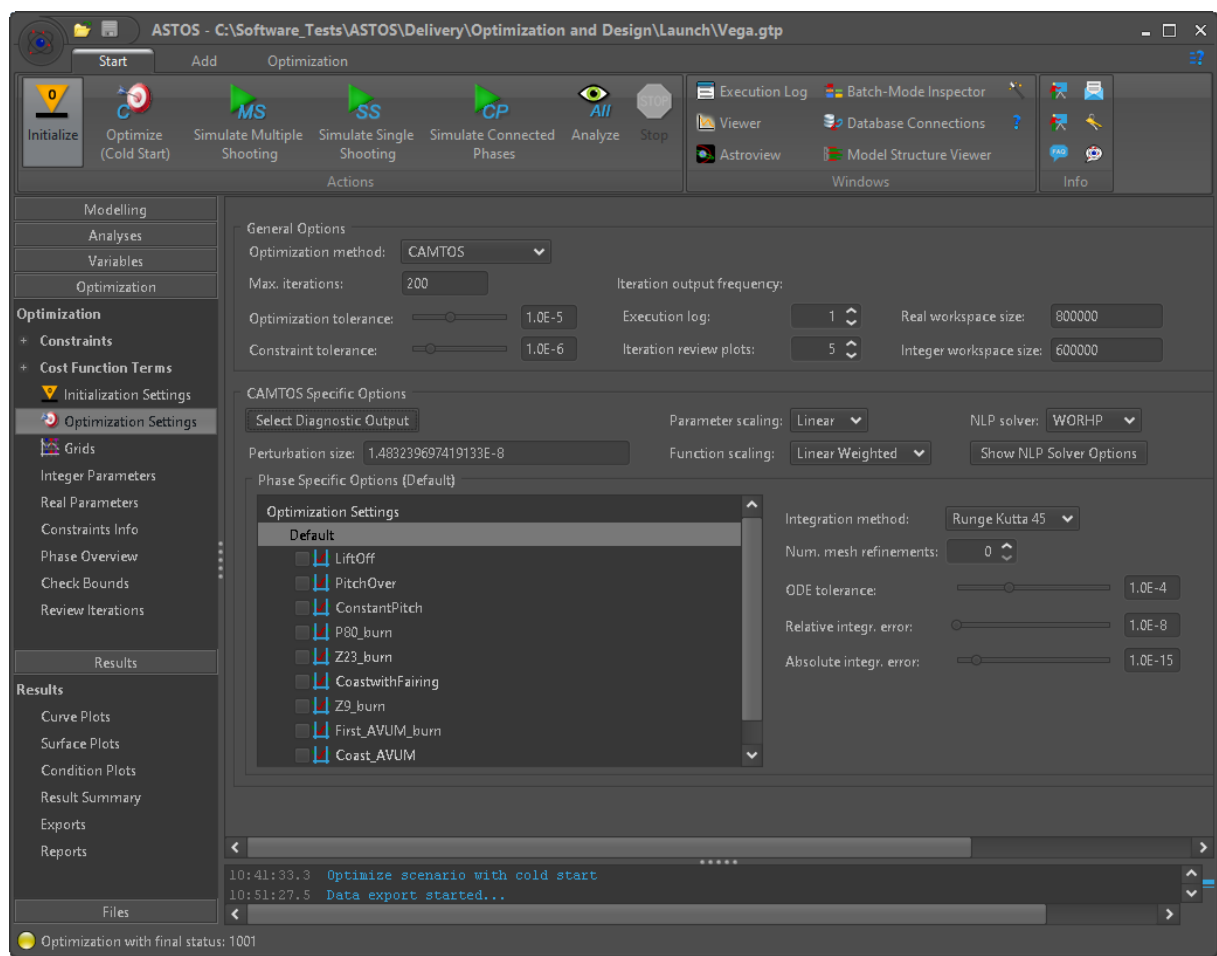 ASTOS - C:\Software_Tests\ASTOS\Delivery\Optimization and Design\Launch\Vega.gtp
Start Add Optimization
Initialize
Optimize (Cold Start)
MS
Simulate Multiple Shooting
SS
Simulate Single Shooting
CP
Simulate Connected Phases
All
Analyze
STOP
Stop
Actions
Execution Log
Viewer
Astroview
Batch-Mode Inspector
Database Connections
Model Structure Viewer
Windows
FAQ
Info
Modelling
Analyses
Variables
Optimization
Optimization
+ Constraints
+ Cost Function Terms
Initialization Settings
Optimization Settings
Grids
Integer Parameters
Real Parameters
Constraints Info
Phase Overview
Check Bounds
Review Iterations
Results
Results
Curve Plots
Surface Plots
Condition Plots
Result Summary
Exports
Reports
Files
General Options
Optimization method: CAMTOS
Max. iterations: 200 Iteration output frequency:
Optimization tolerance: 1.0E-5 Execution log: 1 Real workspace size: 800000
Constraint tolerance: 1.0E-6 Iteration review plots: 5 Integer workspace size: 600000
CAMTOS Specific Options
Select Diagnostic Output Parameter scaling: Linear NLP solver: WORHP
Perturbation size: 1.483239697419133E-8 Function scaling: Linear Weighted Show NLP Solver Options
Phase Specific Options (Default)
Optimization Settings
Default
LiftOff
PitchOver
ConstantPitch
P80_burn
Z23_burn
CoastwithFairing
Z9_burn
First_AVUM_burn
Coast_AVUM
Integration method: Runge Kutta 45
Num. mesh refinements: 0
ODE tolerance: 1.0E-4
Relative integr. error: 1.0E-8
Absolute integr. error: 1.0E-15
10:41:33.3 Optimize scenario with cold start
10:51:27.5 Data export started...
Optimization with final status: 1001